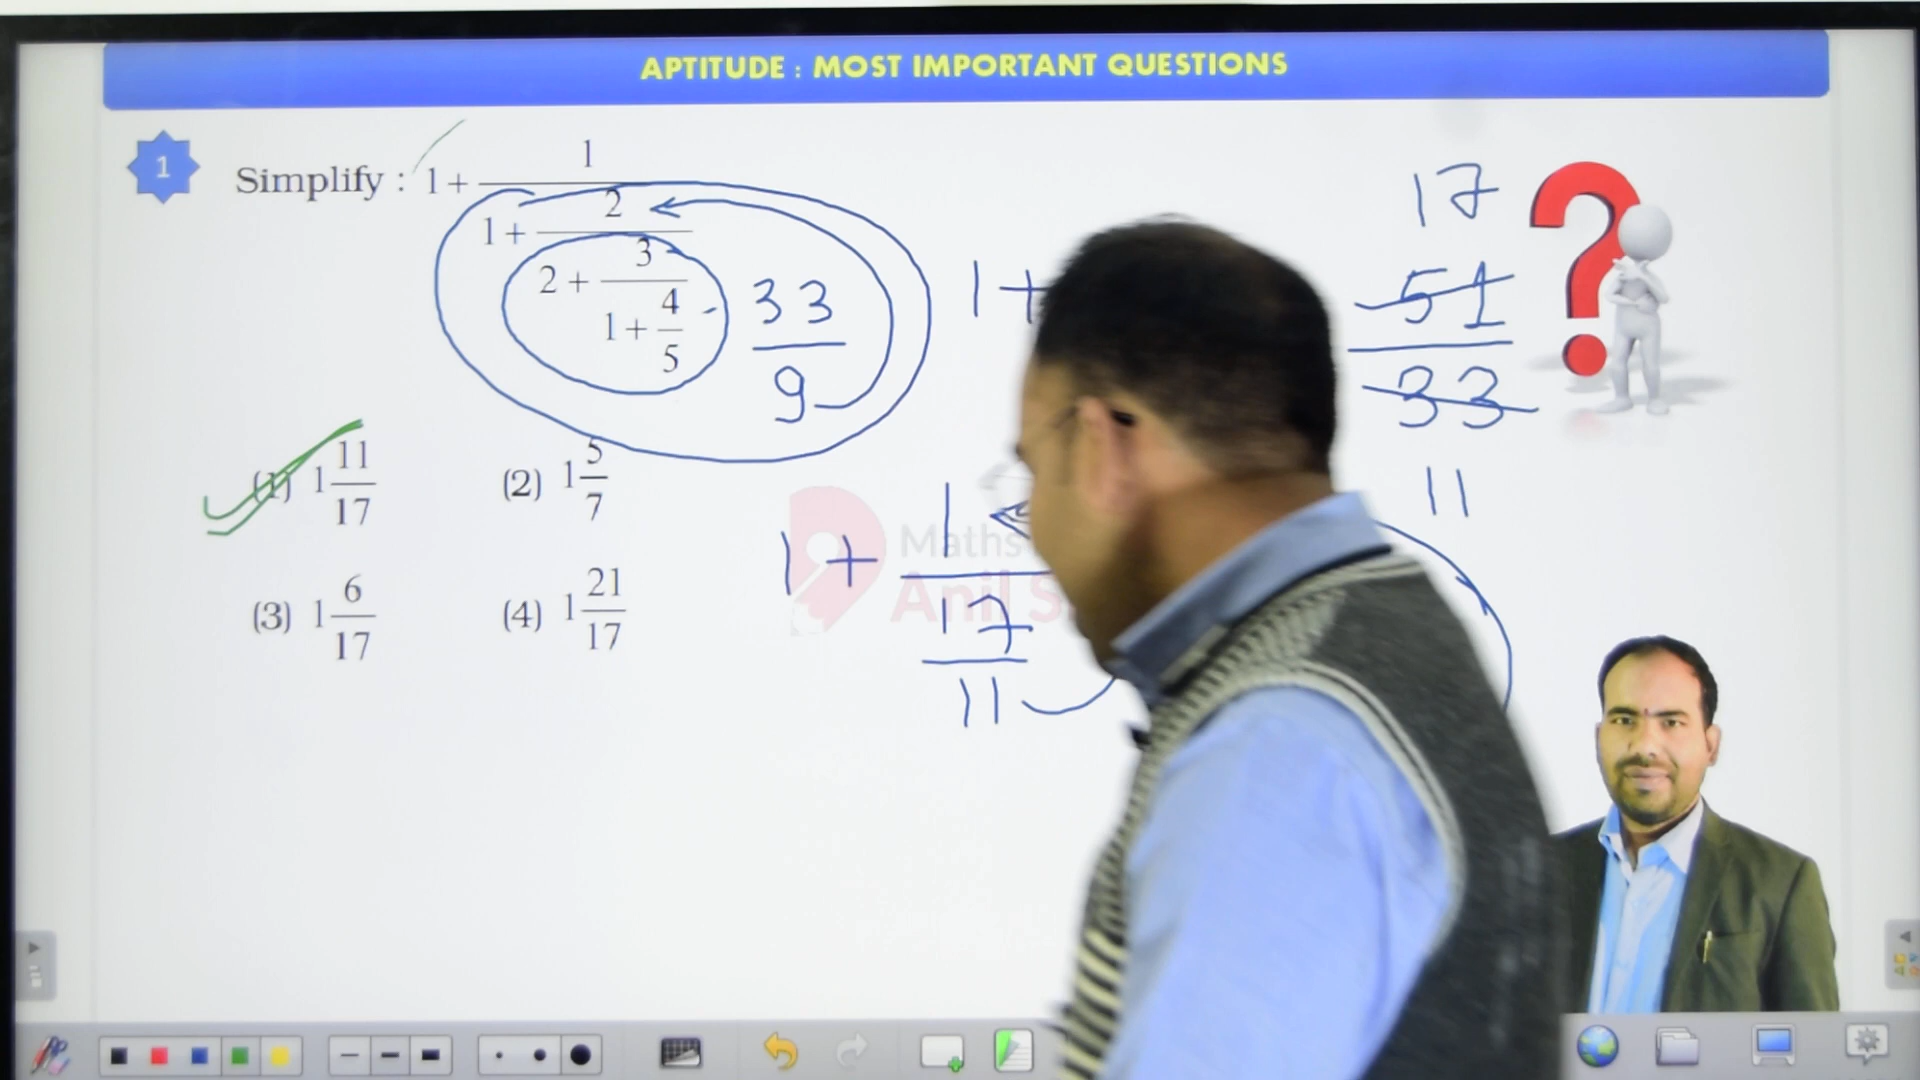 APTITUDE : MOST IMPORTANT QUESTIONS
1
Simplify : 1 + 1
1 + 2
2 + 3
1 + 4
5
33
9
1 +
17
51
33
11
(1) 1 11/17
(2) 1 5/7
(3) 1 6/17
(4) 1 21/17
1 + 1
17
11
Maths
Anil S